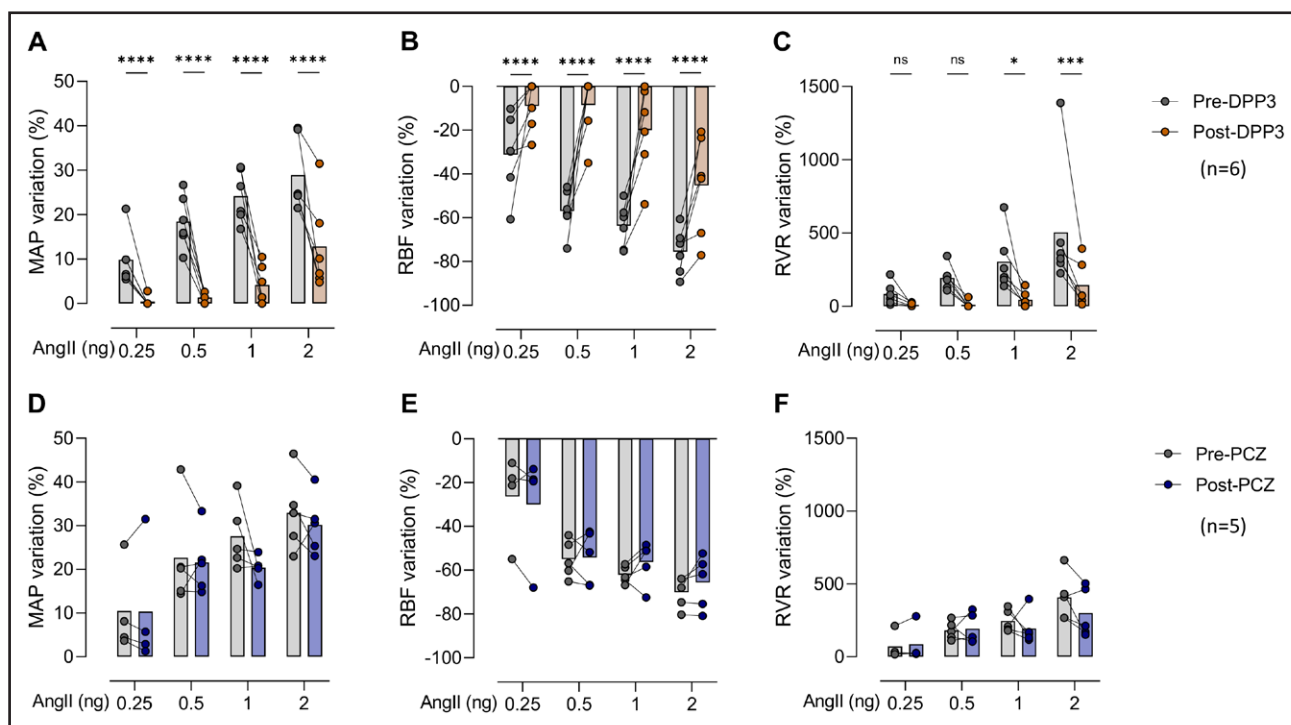 A
**** **** **** ****
MAP variation (%)
50
40
30
20
10
0
AngII (ng) 0.25 0.5 1 2
B
**** **** **** ****
RBF variation (%)
0
-20
-40
-60
-80
-100
AngII (ng) 0.25 0.5 1 2
C
ns ns * ***
RVR variation (%)
1500
1000
500
0
AngII (ng) 0.25 0.5 1 2
Pre-DPP3
Post-DPP3
(n=6)
D
MAP variation (%)
50
40
30
20
10
0
AngII (ng) 0.25 0.5 1 2
E
RBF variation (%)
0
-20
-40
-60
-80
-100
AngII (ng) 0.25 0.5 1 2
F
RVR variation (%)
1500
1000
500
0
AngII (ng) 0.25 0.5 1 2
Pre-PCZ
Post-PCZ
(n=5)